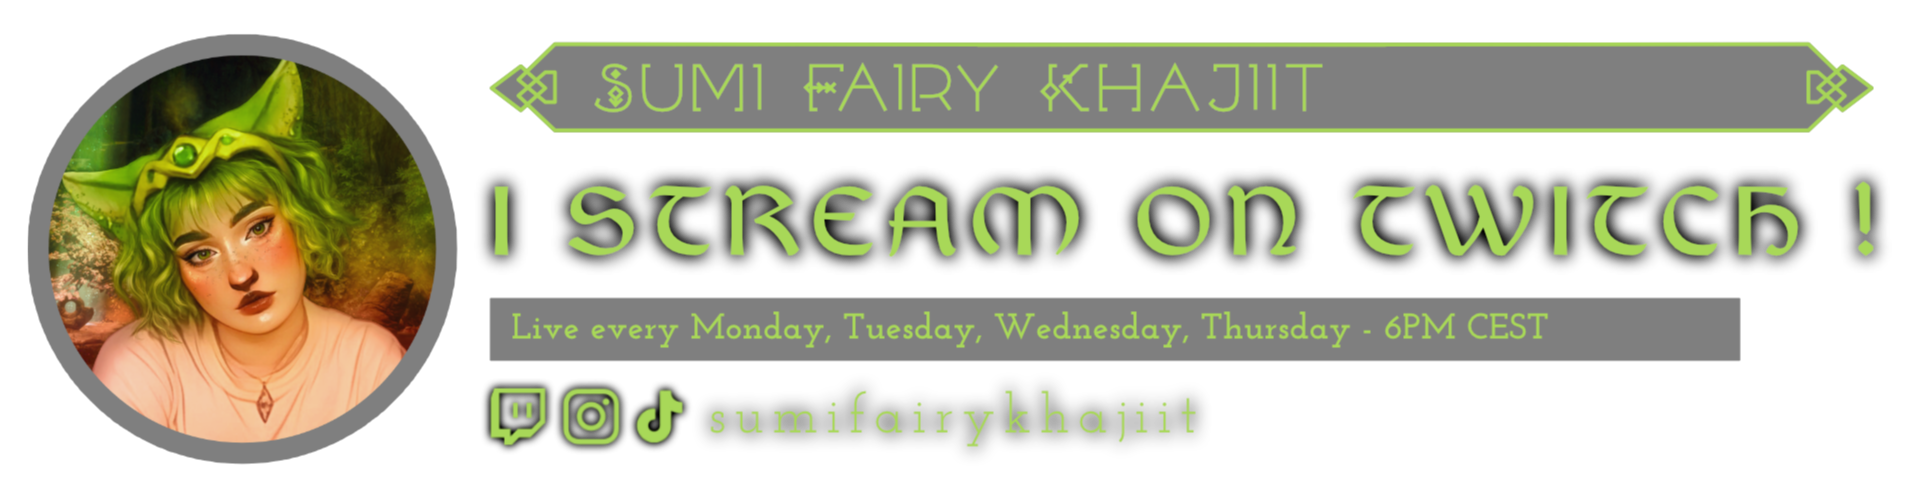 SUMI FAIRY KHAJIIT
I STREAM ON TWITCH !
Live every Monday, Tuesday, Wednesday, Thursday - 6PM CEST
sumifairykhajiit